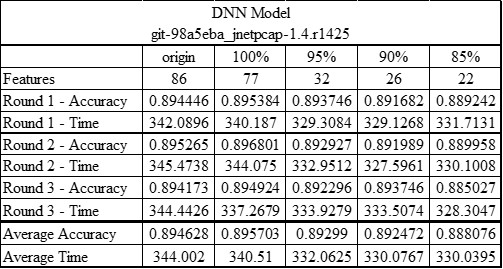 DNN Model
git-98a5eba_jnetpcap-1.4.r1425
origin 100% 95% 90% 85%
Features 86 77 32 26 22
Round 1 - Accuracy 0.894446 0.895384 0.893746 0.891682 0.889242
Round 1 - Time 342.0896 340.187 329.3084 329.1268 331.7131
Round 2 - Accuracy 0.895265 0.896801 0.892927 0.891989 0.889958
Round 2 - Time 345.4738 344.075 332.9512 327.5961 330.1008
Round 3 - Accuracy 0.894173 0.894924 0.892296 0.893746 0.885027
Round 3 - Time 344.4426 337.2679 333.9279 333.5074 328.3047
Average Accuracy 0.894628 0.895703 0.89299 0.892472 0.888076
Average Time 344.002 340.51 332.0625 330.0767 330.0395